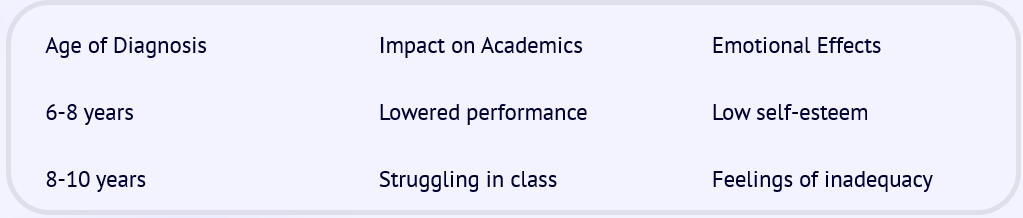 Age of Diagnosis Impact on Academics Emotional Effects
6-8 years Lowered performance Low self-esteem
8-10 years Struggling in class Feelings of inadequacy